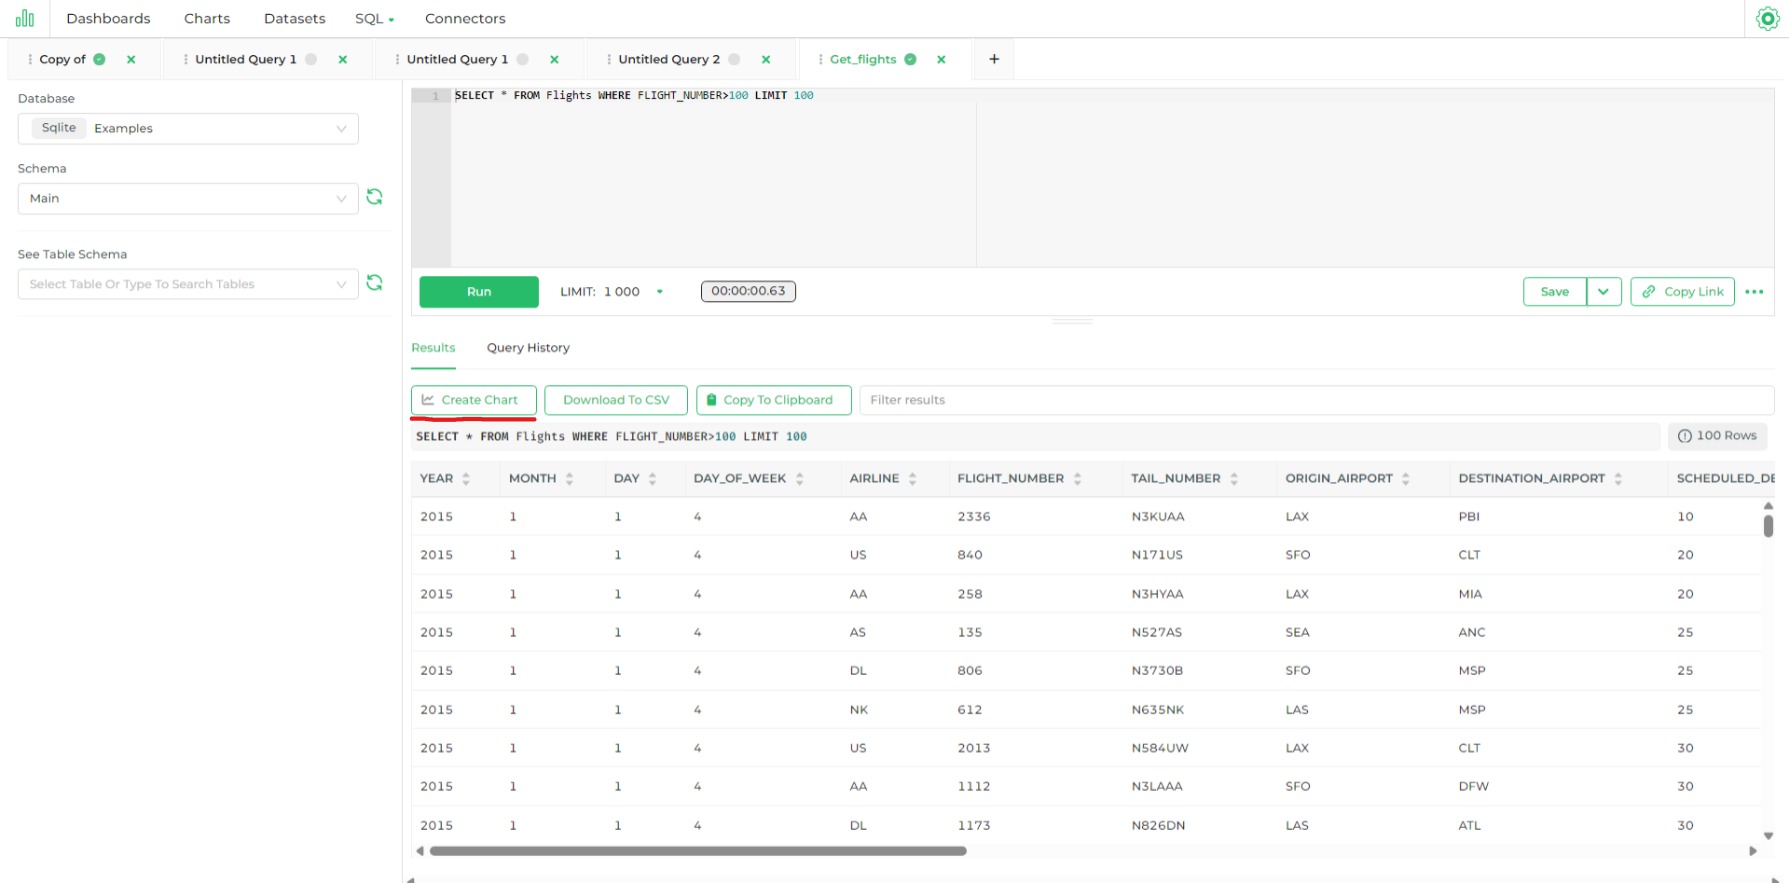 Dashboards Charts Datasets SQL Connectors
Copy of Untitled Query 1 Untitled Query 1 Untitled Query 2 Get_flights +
Database
Sqlite Examples
Schema
Main
See Table Schema
Select Table Or Type To Search Tables
1 SELECT * FROM Flights WHERE FLIGHT_NUMBER>100 LIMIT 100
Run LIMIT: 1 000 00:00:00.63 Save Copy Link
Results Query History
Create Chart Download To CSV Copy To Clipboard Filter results
SELECT * FROM Flights WHERE FLIGHT_NUMBER>100 LIMIT 100 100 Rows
YEAR MONTH DAY DAY_OF_WEEK AIRLINE FLIGHT_NUMBER TAIL_NUMBER ORIGIN_AIRPORT DESTINATION_AIRPORT SCHEDULED_DE
2015 1 1 4 AA 2336 N3KUAA LAX PBI 10
2015 1 1 4 US 840 N171US SFO CLT 20
2015 1 1 4 AA 258 N3HYAA LAX MIA 20
2015 1 1 4 AS 135 N527AS SEA ANC 25
2015 1 1 4 DL 806 N3730B SFO MSP 25
2015 1 1 4 NK 612 N635NK LAS MSP 25
2015 1 1 4 US 2013 N584UW LAX CLT 30
2015 1 1 4 AA 1112 N3LAAA SFO DFW 30
2015 1 1 4 DL 1173 N826DN LAS ATL 30